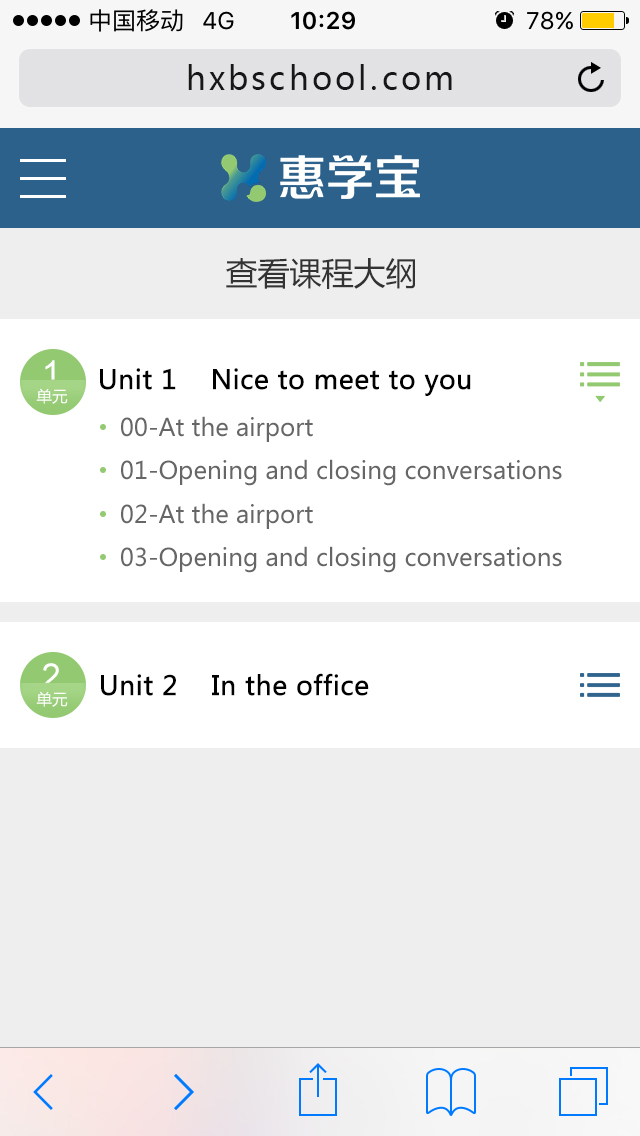 中国移动 4G 10:29 78%
hxbschool.com
惠学宝
查看课程大纲
1 单元 Unit 1 Nice to meet to you
00-At the airport
01-Opening and closing conversations
02-At the airport
03-Opening and closing conversations
2 单元 Unit 2 In the office